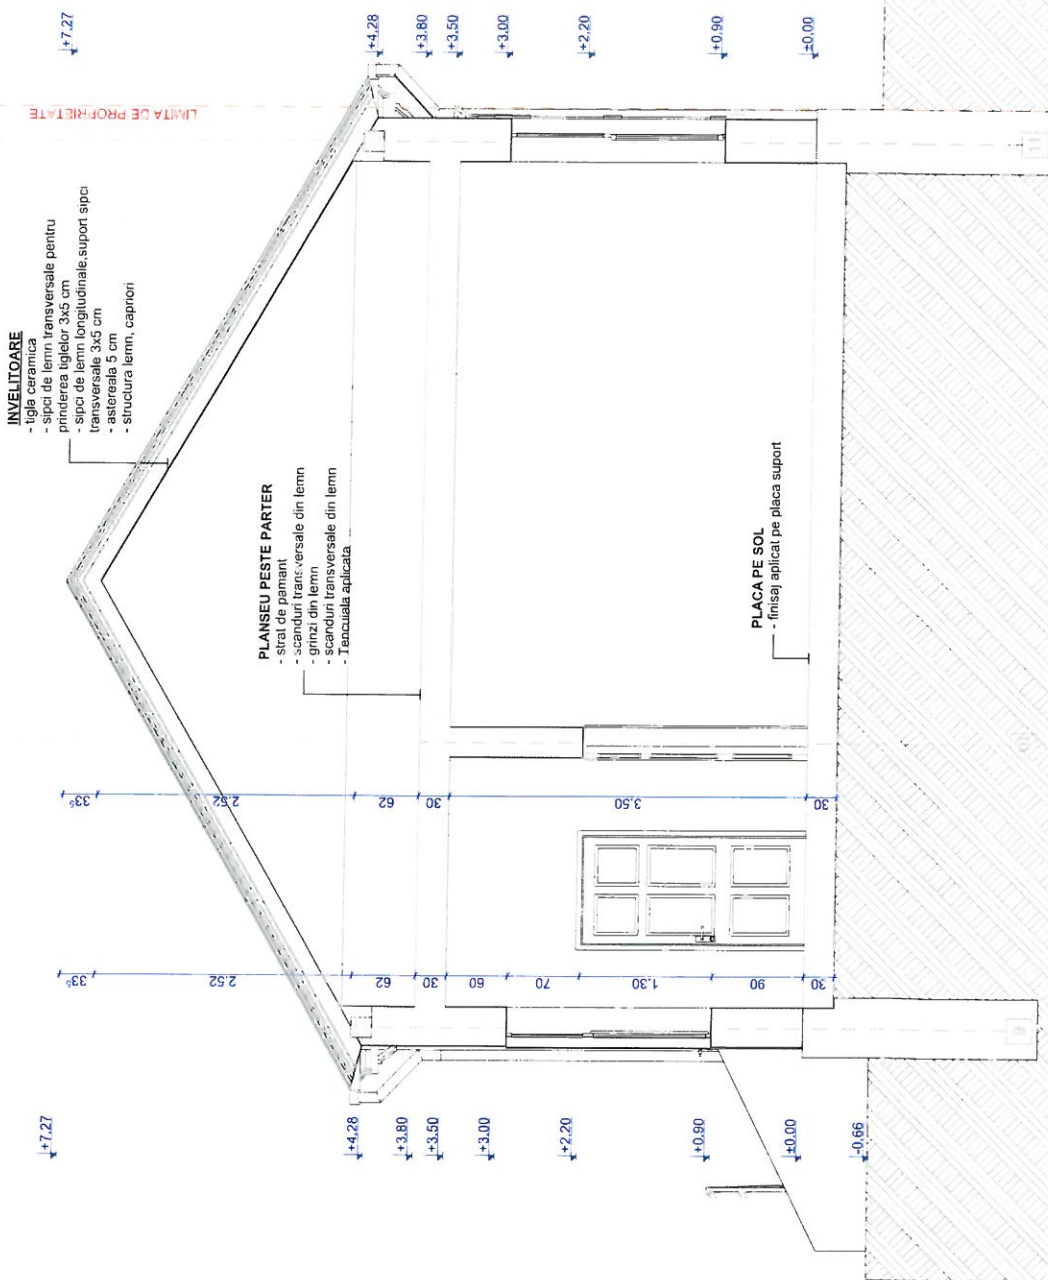 +7.27
+4.28
+3.80
+3.50
+3.00
+2.20
+0.90
±0.00
LIMITA DE PROPRIETATE
INVELITOARE
- tigla ceramica
- sipci de lemn transversale pentru
prinderea tiglelor 3x5 cm
- sipci de lemn longitudinale,suport sipci
transversale 3x5 cm
- astereala 5 cm
- structura lemn, capriori
PLANSEU PESTE PARTER
- strat de pamant
- scanduri transversale din lemn
- grinzi din lemn
- scanduri transversale din lemn
- Tencuiala aplicata
PLACA PE SOL
- finisaj aplicat pe placa suport
33⁵
2.52
62
30
3.50
30
33⁵
2.52
62
30
60
70
1.30
90
30
+7.27
+4.28
+3.80
+3.50
+3.00
+2.20
+0.90
±0.00
-0.66